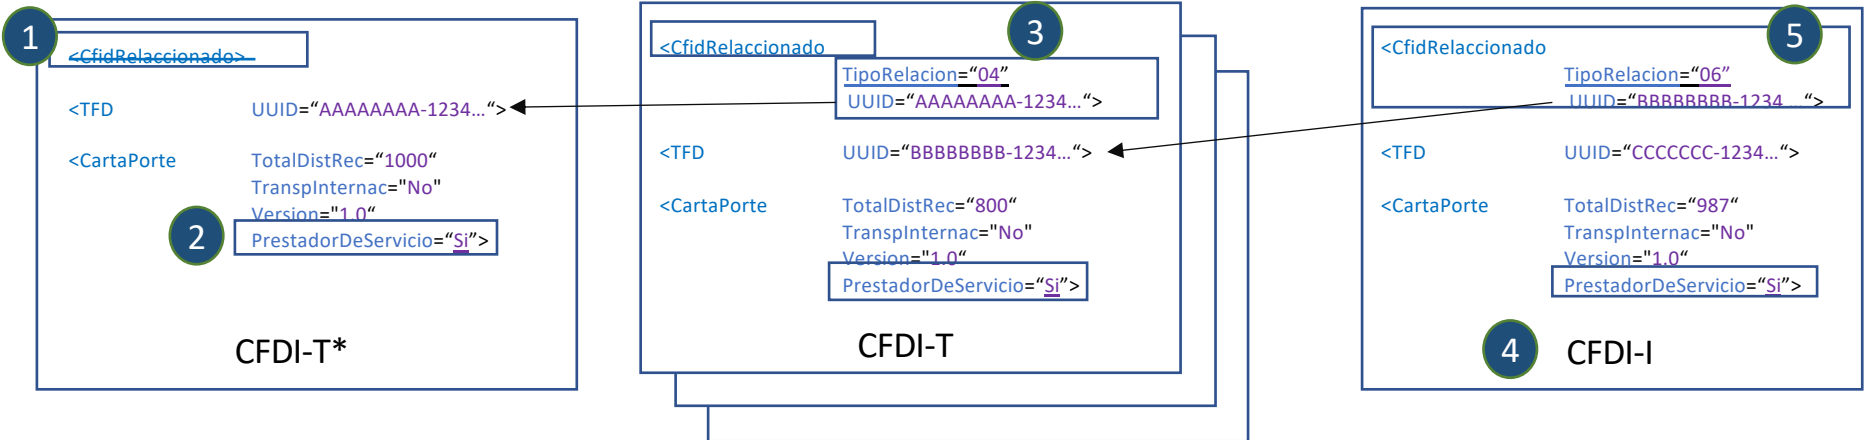 1
<CfidRelaccionado>
<TFD UUID=“AAAAAAAA-1234…“>
<CartaPorte TotalDistRec=“1000“
TranspInternac="No"
Version="1.0“
2
PrestadorDeServicio=“Si”>
CFDI-T*
3
<CfidRelaccionado
TipoRelacion=“04”
UUID=“AAAAAAAA-1234…“>
<TFD UUID=“BBBBBBBB-1234…“>
<CartaPorte TotalDistRec=“800“
TranspInternac="No"
Version="1.0“
PrestadorDeServicio=“Si”>
CFDI-T
5
<CfidRelaccionado
TipoRelacion=“06”
UUID=“BBBBBBBB-1234…“>
<TFD UUID=“CCCCCCC-1234…“>
<CartaPorte TotalDistRec=“987“
TranspInternac="No"
Version="1.0“
PrestadorDeServicio=“Si”>
4
CFDI-I